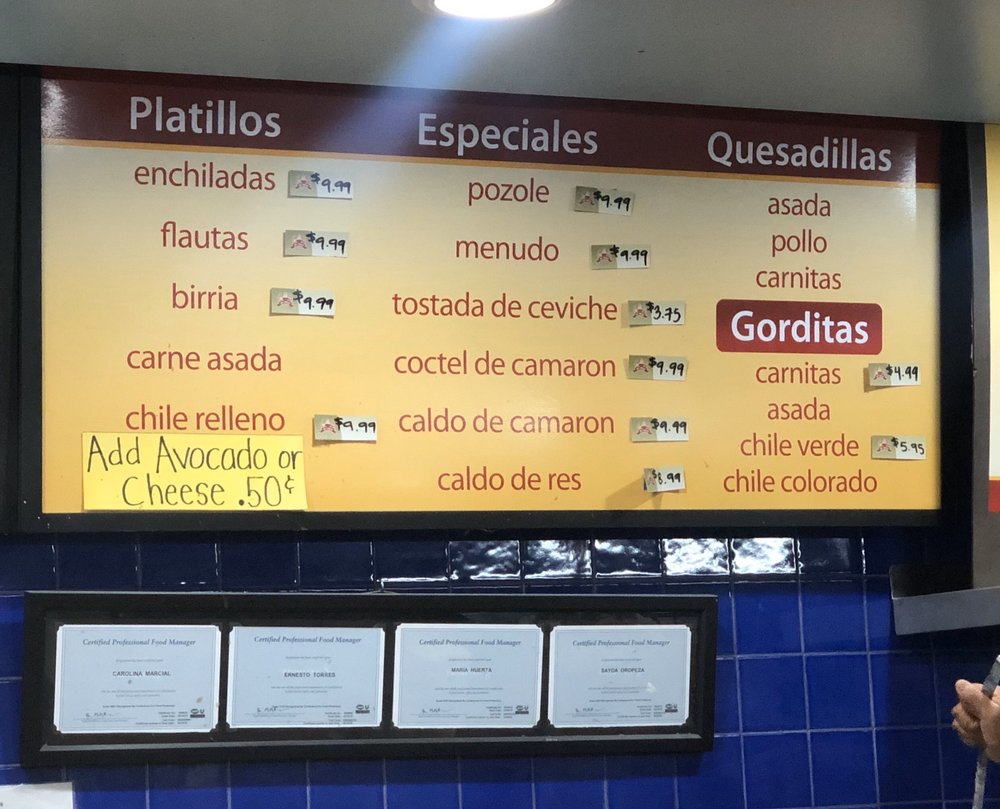 Platillos
enchiladas $9.99
flautas $9.99
birria $9.99
carne asada
chile relleno $9.99
Add Avocado or
Cheese .50¢
Especiales
pozole $9.99
menudo $9.99
tostada de ceviche $3.75
coctel de camaron $9.99
caldo de camaron $9.99
caldo de res $8.99
Quesadillas
asada
pollo
carnitas
Gorditas
carnitas $4.99
asada
chile verde $5.95
chile colorado
Certified Professional Food Manager
CAROLINA MARCIAL
Certified Professional Food Manager
ERNESTO TORRES
Certified Professional Food Manager
MARIA HUERTA
Certified Professional Food Manager
SAYDA OROPEZA